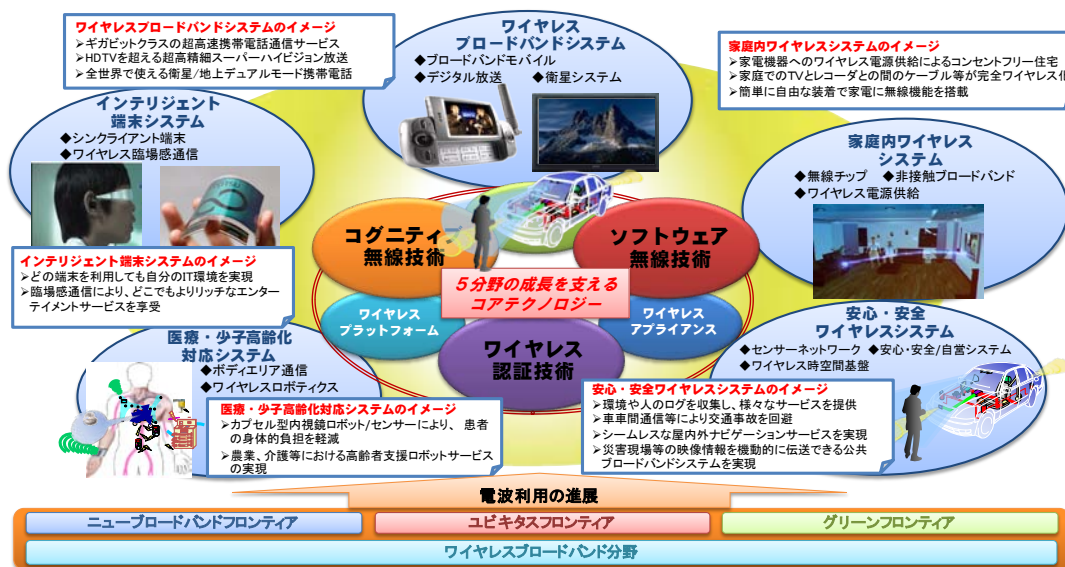 ワイヤレスブロードバンドシステムのイメージ
➢ギガビットクラスの超高速携帯電話通信サービス
➢HDTVを超える超高精細スーパーハイビジョン放送
➢全世界で使える衛星/地上デュアルモード携帯電話
ワイヤレス
ブロードバンドシステム
◆ブロードバンドモバイル
◆デジタル放送　◆衛星システム
家庭内ワイヤレスシステムのイメージ
➢家電機器へのワイヤレス電源供給によるコンセントフリー住宅
➢家庭でのTVとレコーダとの間のケーブル等が完全ワイヤレス化
➢簡単に自由な装着で家電に無線機能を搭載
インテリジェント
端末システム
◆シンクライアント端末
◆ワイヤレス臨場感通信
家庭内ワイヤレス
システム
◆無線チップ　◆非接触ブロードバンド
◆ワイヤレス電源供給
インテリジェント端末システムのイメージ
➢どの端末を利用しても自分のIT環境を実現
➢臨場感通信により、どこでもよりリッチなエンター
テイメントサービスを享受
コグニティブ
無線技術
ソフトウェア
無線技術
５分野の成長を支える
コアテクノロジー
ワイヤレス
プラットフォーム
ワイヤレス
アプライアンス
ワイヤレス
認証技術
医療・少子高齢化
対応システム
◆ボディエリア通信
◆ワイヤレスロボティクス
安心・安全
ワイヤレスシステム
◆センサーネットワーク　◆安心・安全/自営システム
◆ワイヤレス時空間基盤
医療・少子高齢化対応システムのイメージ
➢カプセル型内視鏡ロボット/センサーにより、 患者
の身体的負担を軽減
➢農業、介護等における高齢者支援ロボットサービス
の実現
安心・安全ワイヤレスシステムのイメージ
➢環境や人のログを収集し、様々なサービスを提供
➢車車間通信等により交通事故を回避
➢シームレスな屋内外ナビゲーションサービスを実現
➢災害現場等の映像情報を機動的に伝送できる公共
ブロードバンドシステムを実現
電波利用の進展
ニューブロードバンドフロンティア
ユビキタスフロンティア
グリーンフロンティア
ワイヤレスブロードバンド分野